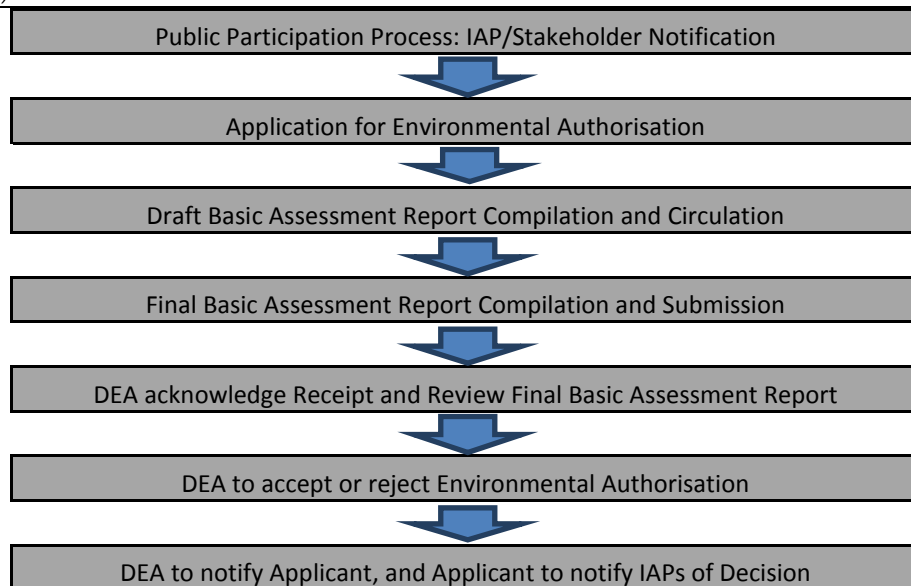 Public Participation Process: IAP/Stakeholder Notification
Application for Environmental Authorisation
Draft Basic Assessment Report Compilation and Circulation
Final Basic Assessment Report Compilation and Submission
DEA acknowledge Receipt and Review Final Basic Assessment Report
DEA to accept or reject Environmental Authorisation
DEA to notify Applicant, and Applicant to notify IAPs of Decision